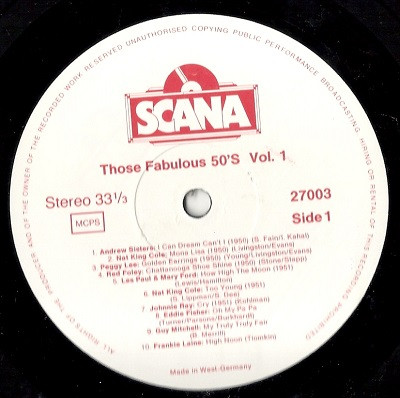 ALL RIGHTS OF THE PRODUCER AND OF THE OWNER OF THE RECORDED WORK RESERVED UNAUTHORISED COPYING PUBLIC PERFORMANCE BROADCASTING HIRING OR RENTAL OF THIS RECORDING PROHIBITED
SCANA
Those Fabulous 50'S Vol. 1
Stereo 33 1/3
27003
MCPS
Side 1
1. Andrew Sisters: I Can Dream Can't I (1950) (S. Fain/I. Kahal)
2. Nat King Cole: Mona Lisa (1950) (Livingston/Evans)
3. Peggy Lee: Golden Earrings (1950) (Young/Livingston/Evans)
4. Red Foley: Chattanooga Shoe Shine (1950) (Stone/Stapp)
5. Les Paul & Mary Ford: How High The Moon (1951)
(Lewis/Hamilton)
6. Nat King Cole: Too Young (1951)
(S. Lippman/S. Dee)
7. Johnnie Ray: Cry (1951) (Kohlman)
8. Eddie Fisher: Oh My Pa Pa
(Turner/Parsons/Burkhardt)
9. Guy Mitchell: My Truly Truly Fair
(B. Merrill)
10. Frankie Laine: High Noon (Tiomkin)
Made in West-Germany